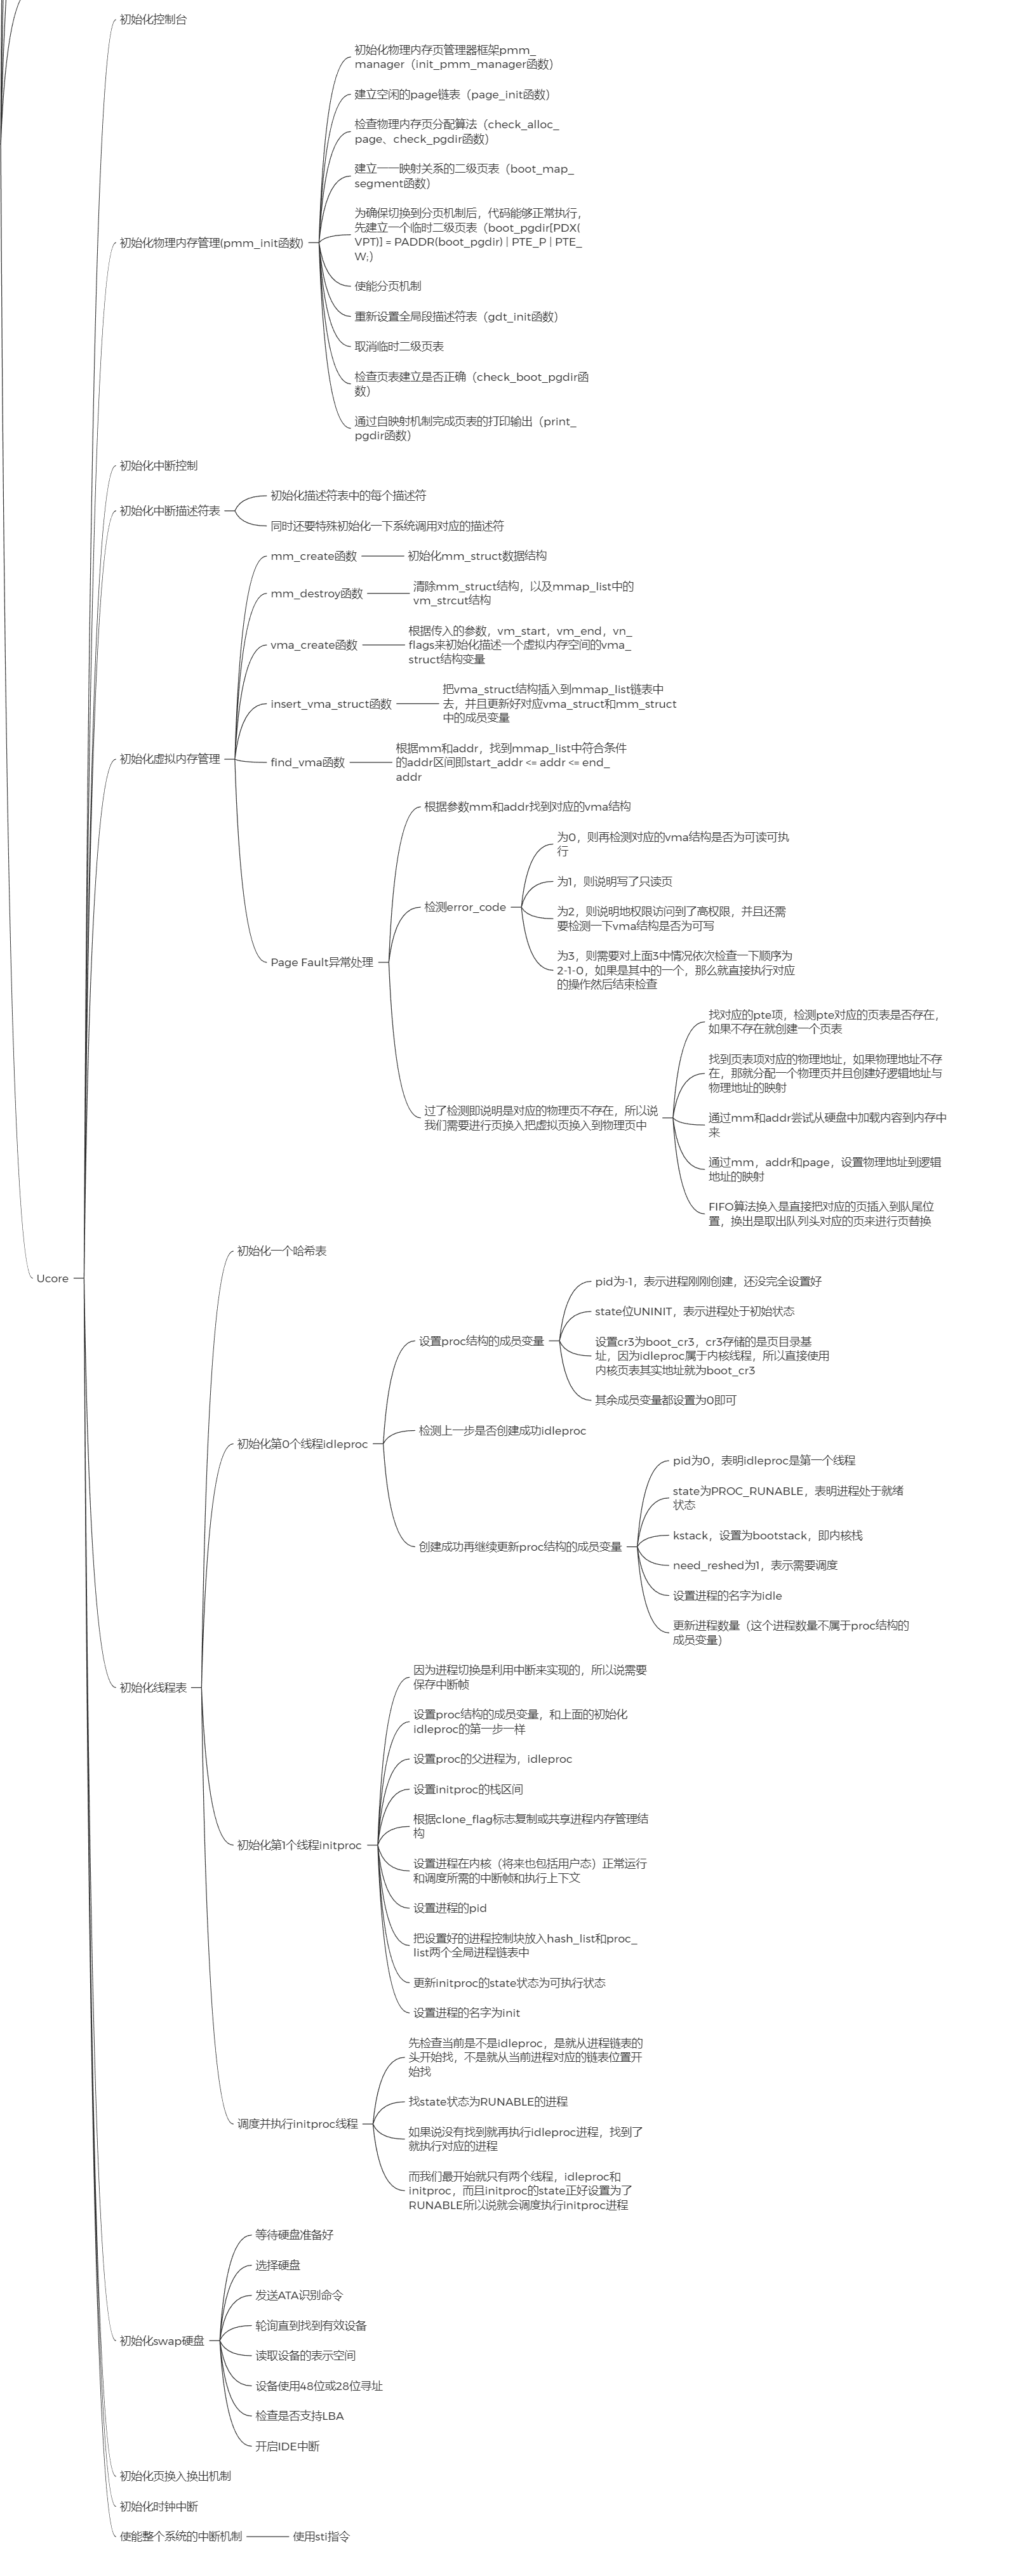 初始化控制台
初始化物理内存页管理器框架pmm_
manager（init_pmm_manager函数）
建立空闲的page链表（page_init函数）
检查物理内存页分配算法（check_alloc_
page、check_pgdir函数）
建立一一映射关系的二级页表（boot_map_
segment函数）
为确保切换到分页机制后，代码能够正常执行，
先建立一个临时二级页表（boot_pgdir[PDX(
VPT)] = PADDR(boot_pgdir) | PTE_P | PTE_
W;）
初始化物理内存管理(pmm_init函数)
使能分页机制
重新设置全局段描述符表（gdt_init函数）
取消临时二级页表
检查页表建立是否正确（check_boot_pgdir函
数）
通过自映射机制完成页表的打印输出（print_
pgdir函数）
初始化中断控制
初始化中断描述符表
初始化描述符表中的每个描述符
同时还要特殊初始化一下系统调用对应的描述符
mm_create函数
初始化mm_struct数据结构
mm_destroy函数
清除mm_struct结构，以及mmap_list中的
vm_strcut结构
vma_create函数
根据传入的参数，vm_start，vm_end，vn_
flags来初始化描述一个虚拟内存空间的vma_
struct结构变量
insert_vma_struct函数
把vma_struct结构插入到mmap_list链表中
去，并且更新好对应vma_struct和mm_struct
中的成员变量
初始化虚拟内存管理
find_vma函数
根据mm和addr，找到mmap_list中符合条件
的addr区间即start_addr <= addr <= end_
addr
Page Fault异常处理
根据参数mm和addr找到对应的vma结构
检测error_code
为0，则再检测对应的vma结构是否为可读可执
行
为1，则说明写了只读页
为2，则说明地权限访问到了高权限，并且还需
要检测一下vma结构是否为可写
为3，则需要对上面3中情况依次检查一下顺序为
2-1-0，如果是其中的一个，那么就直接执行对应
的操作然后结束检查
过了检测即说明是对应的物理页不存在，所以说
我们需要进行页换入把虚拟页换入到物理页中
找对应的pte项，检测pte对应的页表是否存在，
如果不存在就创建一个页表
找到页表项对应的物理地址，如果物理地址不存
在，那就分配一个物理页并且创建好逻辑地址与
物理地址的映射
通过mm和addr尝试从硬盘中加载内容到内存中
来
通过mm，addr和page，设置物理地址到逻辑
地址的映射
FIFO算法换入是直接把对应的页插入到队尾位
置，换出是取出队列头对应的页来进行页替换
Ucore
初始化线程表
初始化一个哈希表
初始化第0个线程idleproc
设置proc结构的成员变量
pid为-1，表示进程刚刚创建，还没完全设置好
state位UNINIT，表示进程处于初始状态
设置cr3为boot_cr3，cr3存储的是页目录基
址，因为idleproc属于内核线程，所以直接使用
内核页表其实地址就为boot_cr3
其余成员变量都设置为0即可
检测上一步是否创建成功idleproc
创建成功再继续更新proc结构的成员变量
pid为0，表明idleproc是第一个线程
state为PROC_RUNABLE，表明进程处于就绪
状态
kstack，设置为bootstack，即内核栈
need_reshed为1，表示需要调度
设置进程的名字为idle
更新进程数量（这个进程数量不属于proc结构的
成员变量）
初始化第1个线程initproc
因为进程切换是利用中断来实现的，所以说需要
保存中断帧
设置proc结构的成员变量，和上面的初始化
idleproc的第一步一样
设置proc的父进程为，idleproc
设置initproc的栈区间
根据clone_flag标志复制或共享进程内存管理结
构
设置进程在内核（将来也包括用户态）正常运行
和调度所需的中断帧和执行上下文
设置进程的pid
把设置好的进程控制块放入hash_list和proc_
list两个全局进程链表中
更新initproc的state状态为可执行状态
设置进程的名字为init
调度并执行initproc线程
先检查当前是不是idleproc，是就从进程链表的
头开始找，不是就从当前进程对应的链表位置开
始找
找state状态为RUNABLE的进程
如果说没有找到就再执行idleproc进程，找到了
就执行对应的进程
而我们最开始就只有两个线程，idleproc和
initproc，而且initproc的state正好设置为了
RUNABLE所以说就会调度执行initproc进程
初始化swap硬盘
等待硬盘准备好
选择硬盘
发送ATA识别命令
轮询直到找到有效设备
读取设备的表示空间
设备使用48位或28位寻址
检查是否支持LBA
开启IDE中断
初始化页换入换出机制
初始化时钟中断
使能整个系统的中断机制
使用sti指令